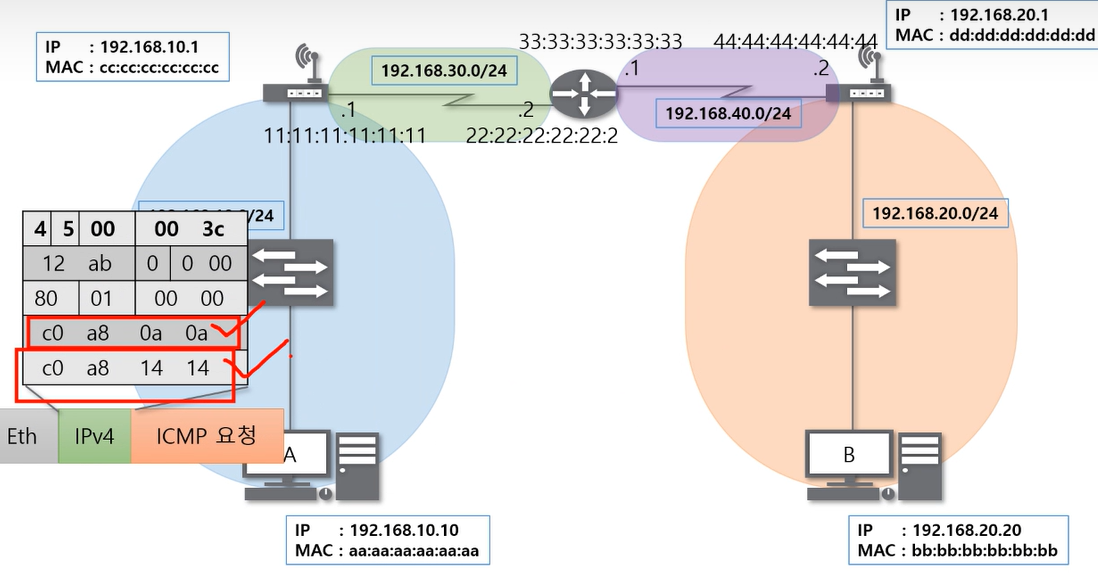 IP : 192.168.10.1
MAC : cc:cc:cc:cc:cc:cc
IP : 192.168.20.1
MAC : dd:dd:dd:dd:dd:dd
33:33:33:33:33:33
44:44:44:44:44:44
192.168.30.0/24
.1
.2
192.168.40.0/24
.1
.2
11:11:11:11:11:11
22:22:22:22:22:2
/24
192.168.20.0/24
4 5 00 00 3c
12 ab 0 0 00
80 01 00 00
c0 a8 0a 0a
c0 a8 14 14
Eth IPv4 ICMP 요청
A
B
IP : 192.168.10.10
MAC : aa:aa:aa:aa:aa:aa
IP : 192.168.20.20
MAC : bb:bb:bb:bb:bb:bb